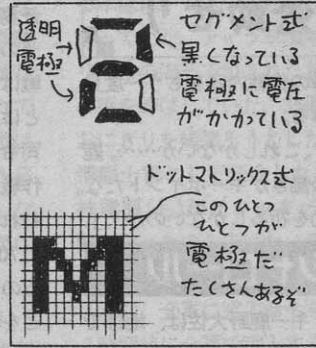 透明
電極→
セグメント式
黒くなっている
電極に電圧
がかかっている
ドットマトリックス式
このひとつ
ひとつが
電極だ
たくさんあるぞ
M